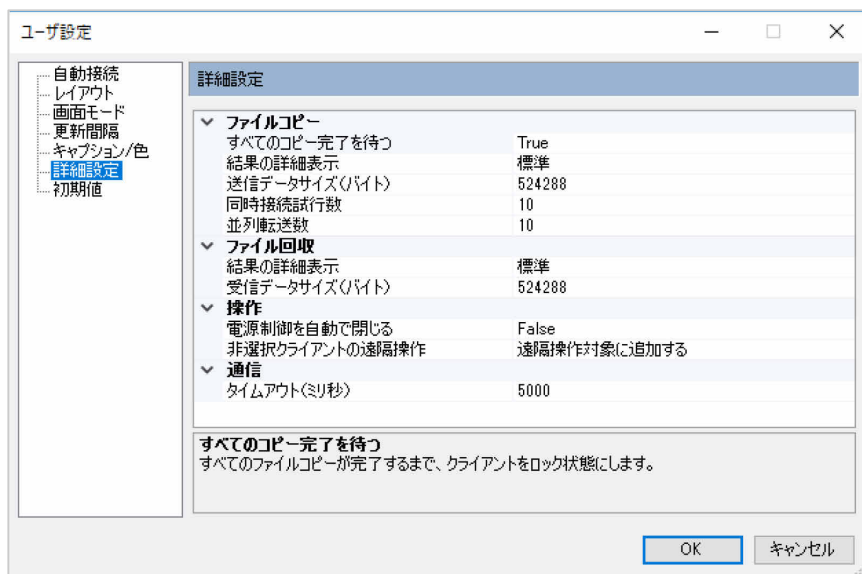 ユーザ設定
自動接続
レイアウト
画面モード
更新間隔
キャプション/色
詳細設定
初期値
詳細設定
ファイルコピー
すべてのコピー完了を待つ True
結果の詳細表示 標準
送信データサイズ(バイト) 524288
同時接続試行数 10
並列転送数 10
ファイル回収
結果の詳細表示 標準
受信データサイズ(バイト) 524288
操作
電源制御を自動で閉じる False
非選択クライアントの遠隔操作 遠隔操作対象に追加する
通信
タイムアウト(ミリ秒) 5000
すべてのコピー完了を待つ
すべてのファイルコピーが完了するまで、クライアントをロック状態にします。
OK キャンセル